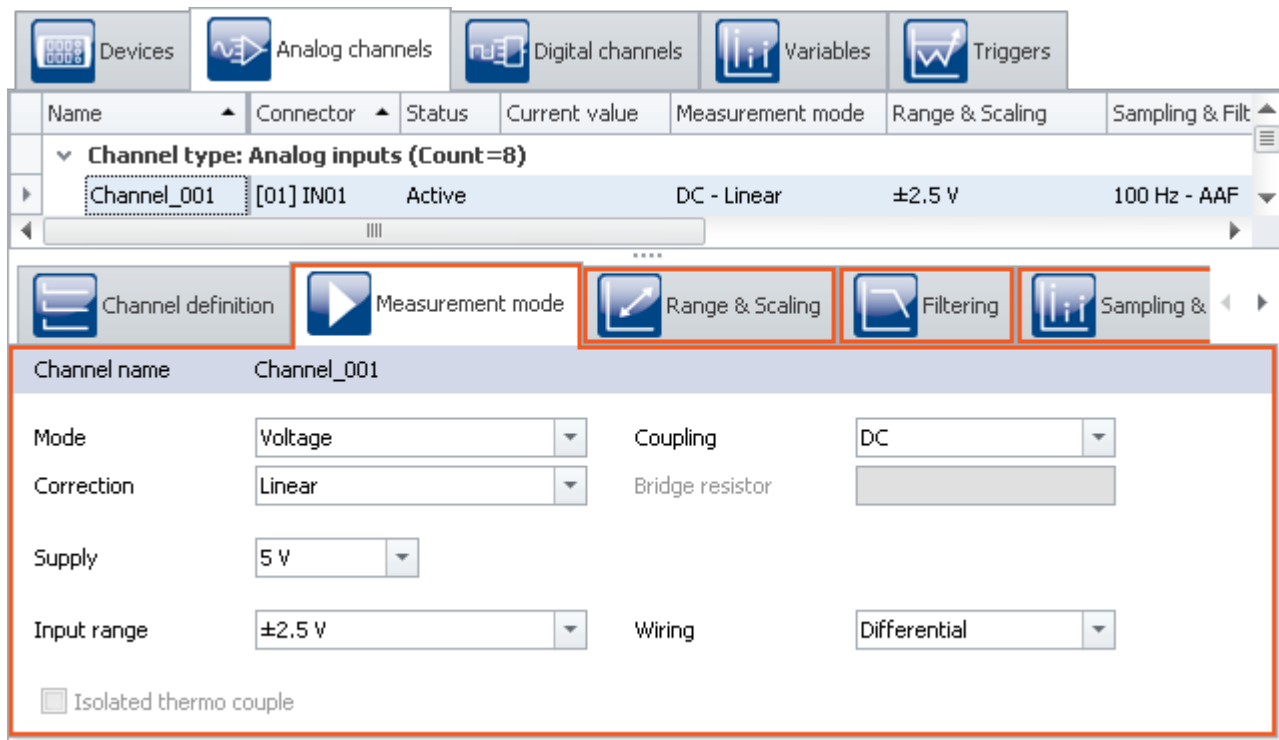 Devices Analog channels Digital channels Variables Triggers
Name Connector Status Current value Measurement mode Range & Scaling Sampling & Filt
Channel type: Analog inputs (Count=8)
Channel_001 [01] IN01 Active DC - Linear ±2.5 V 100 Hz - AAF
Channel definition Measurement mode Range & Scaling Filtering Sampling &
Channel name Channel_001
Mode Voltage Coupling DC
Correction Linear Bridge resistor
Supply 5 V
Input range ±2.5 V Wiring Differential
Isolated thermo couple